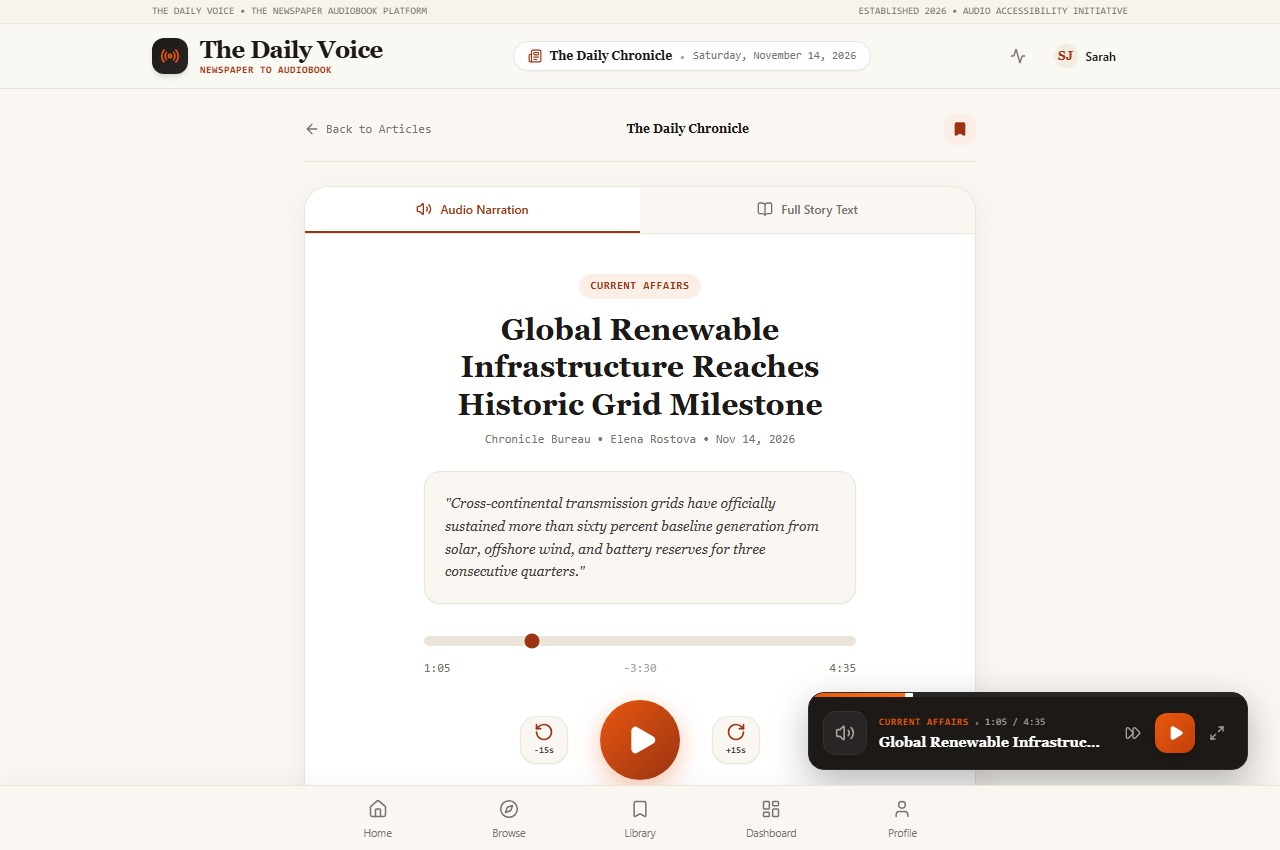 THE DAILY VOICE • THE NEWSPAPER AUDIOBOOK PLATFORM
ESTABLISHED 2026 • AUDIO ACCESSIBILITY INITIATIVE
The Daily Voice
NEWSPAPER TO AUDIOBOOK
The Daily Chronicle • Saturday, November 14, 2026
SJ Sarah
Back to Articles
The Daily Chronicle
Audio Narration
Full Story Text
CURRENT AFFAIRS
Global Renewable
Infrastructure Reaches
Historic Grid Milestone
Chronicle Bureau • Elena Rostova • Nov 14, 2026
"Cross-continental transmission grids have officially
sustained more than sixty percent baseline generation from
solar, offshore wind, and battery reserves for three
consecutive quarters."
1:05
-3:30
4:35
-15s
+15s
CURRENT AFFAIRS • 1:05 / 4:35
Global Renewable Infrastruc...
Home
Browse
Library
Dashboard
Profile